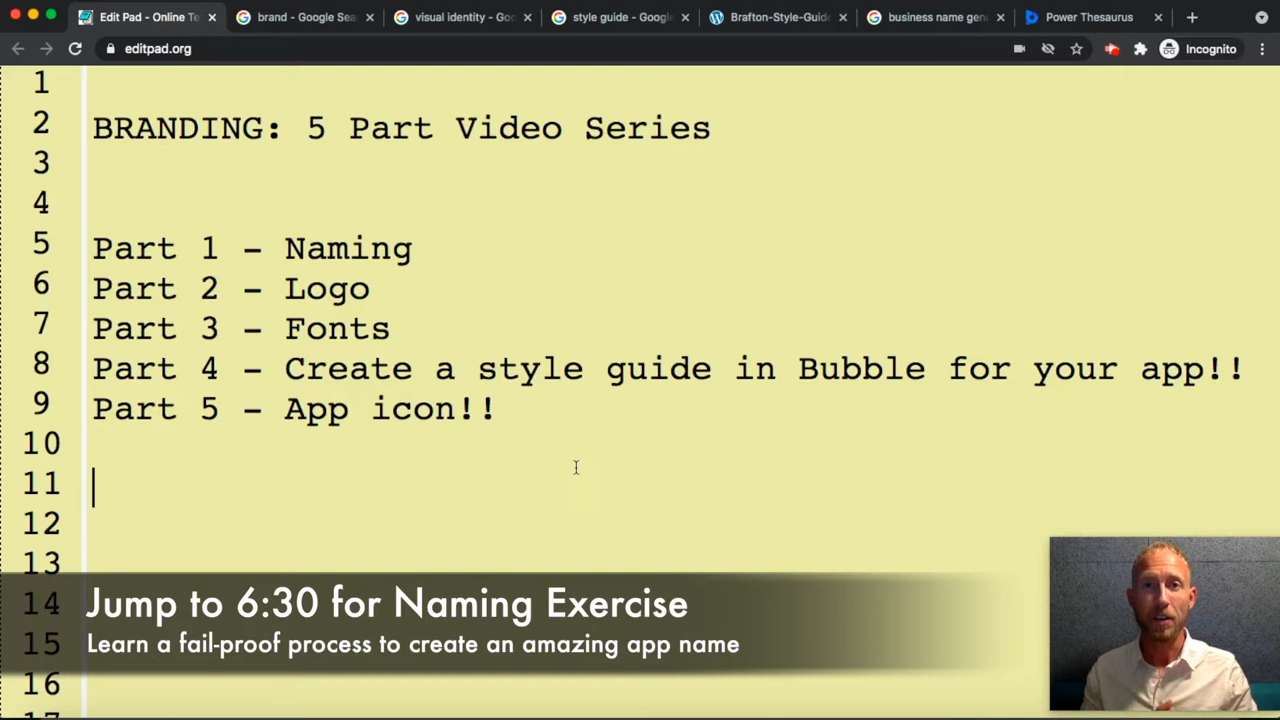 Edit Pad - Online Te
brand - Google Sea
visual identity - Goo
style guide - Google
Brafton-Style-Guid
business name gen
Power Thesaurus
editpad.org
Incognito
1
2 BRANDING: 5 Part Video Series
3
4
5 Part 1 - Naming
6 Part 2 - Logo
7 Part 3 - Fonts
8 Part 4 - Create a style guide in Bubble for your app!!
9 Part 5 - App icon!!
10
11
12
13
14 Jump to 6:30 for Naming Exercise
15 Learn a fail-proof process to create an amazing app name
16
17